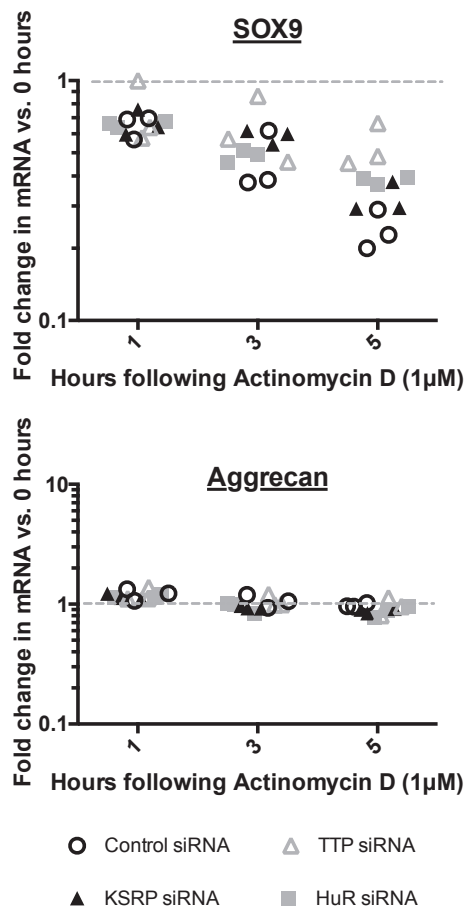 SOX9
Fold change in mRNA vs. 0 hours
1
0.1
1
3
5
Hours following Actinomycin D (1µM)
Aggrecan
Fold change in mRNA vs. 0 hours
10
1
0.1
1
3
5
Hours following Actinomycin D (1µM)
Control siRNA
TTP siRNA
KSRP siRNA
HuR siRNA